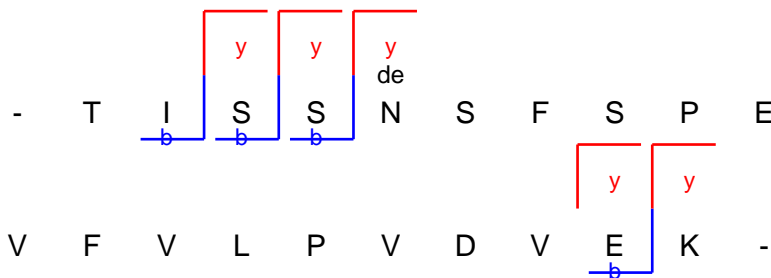 y y y
de
- T I S S N S F S P E
b b b
y y
V F V L P V D V E K -
b